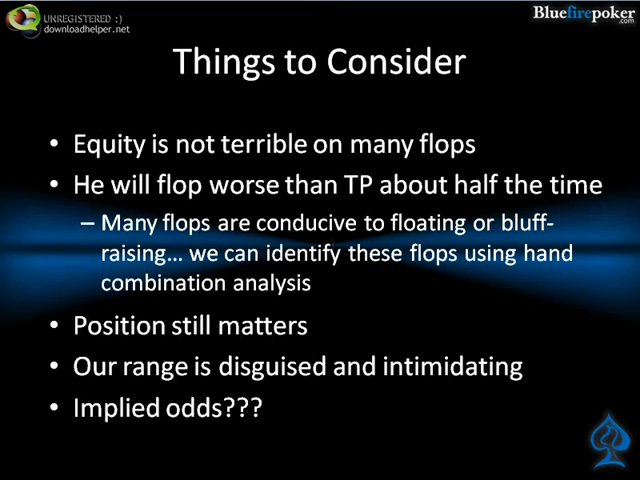 UNREGISTERED :)
downloadhelper.net
Bluefirepoker
.com
Things to Consider
• Equity is not terrible on many flops
• He will flop worse than TP about half the time
– Many flops are conducive to floating or bluff-
raising… we can identify these flops using hand
combination analysis
• Position still matters
• Our range is disguised and intimidating
• Implied odds???